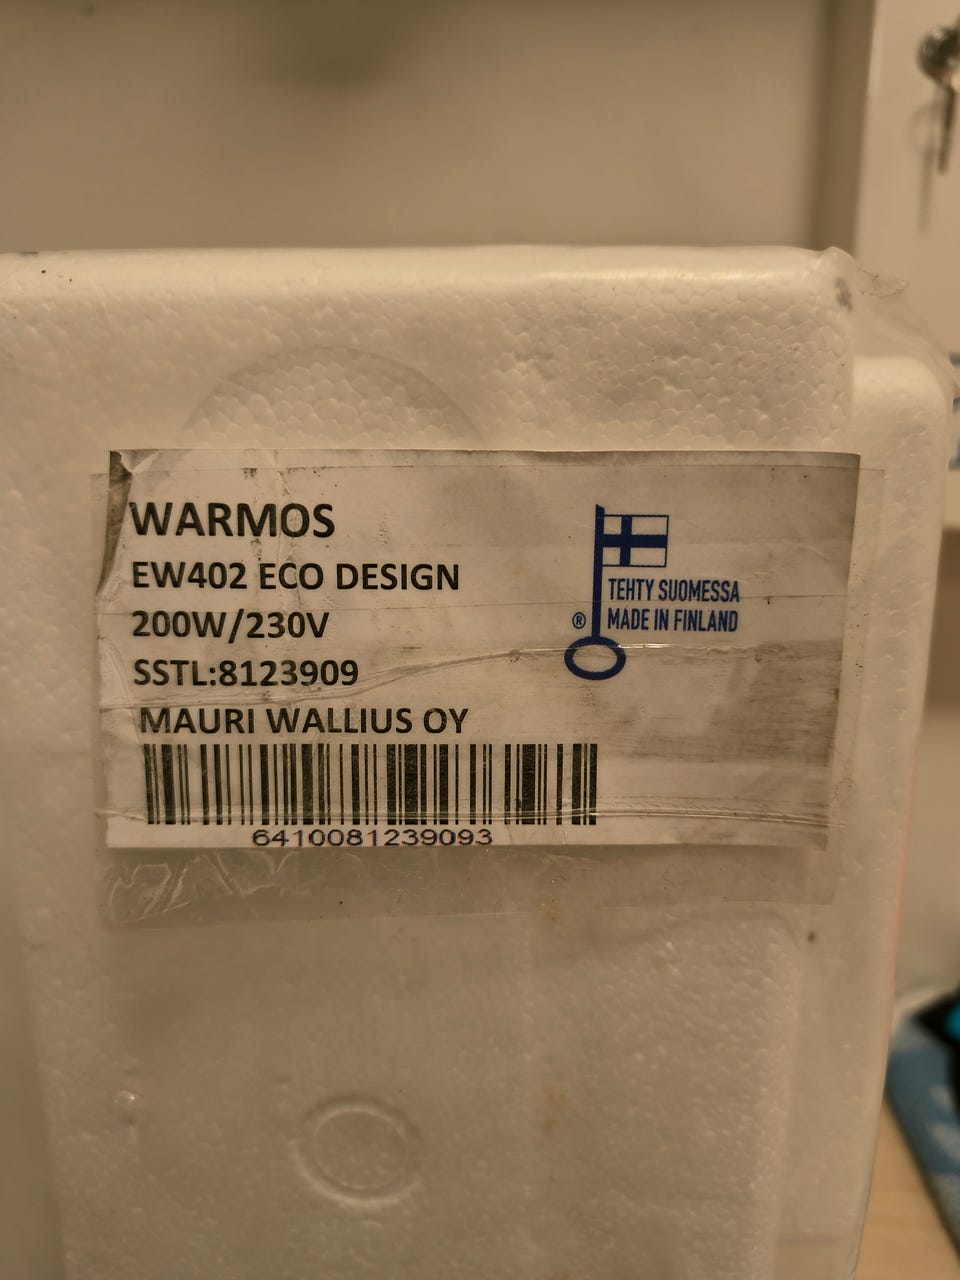 WARMOS
EW402 ECO DESIGN
200W/230V
SSTL:8123909
MAURI WALLIUS OY
6410081239093
TEHTY SUOMESSA
® MADE IN FINLAND